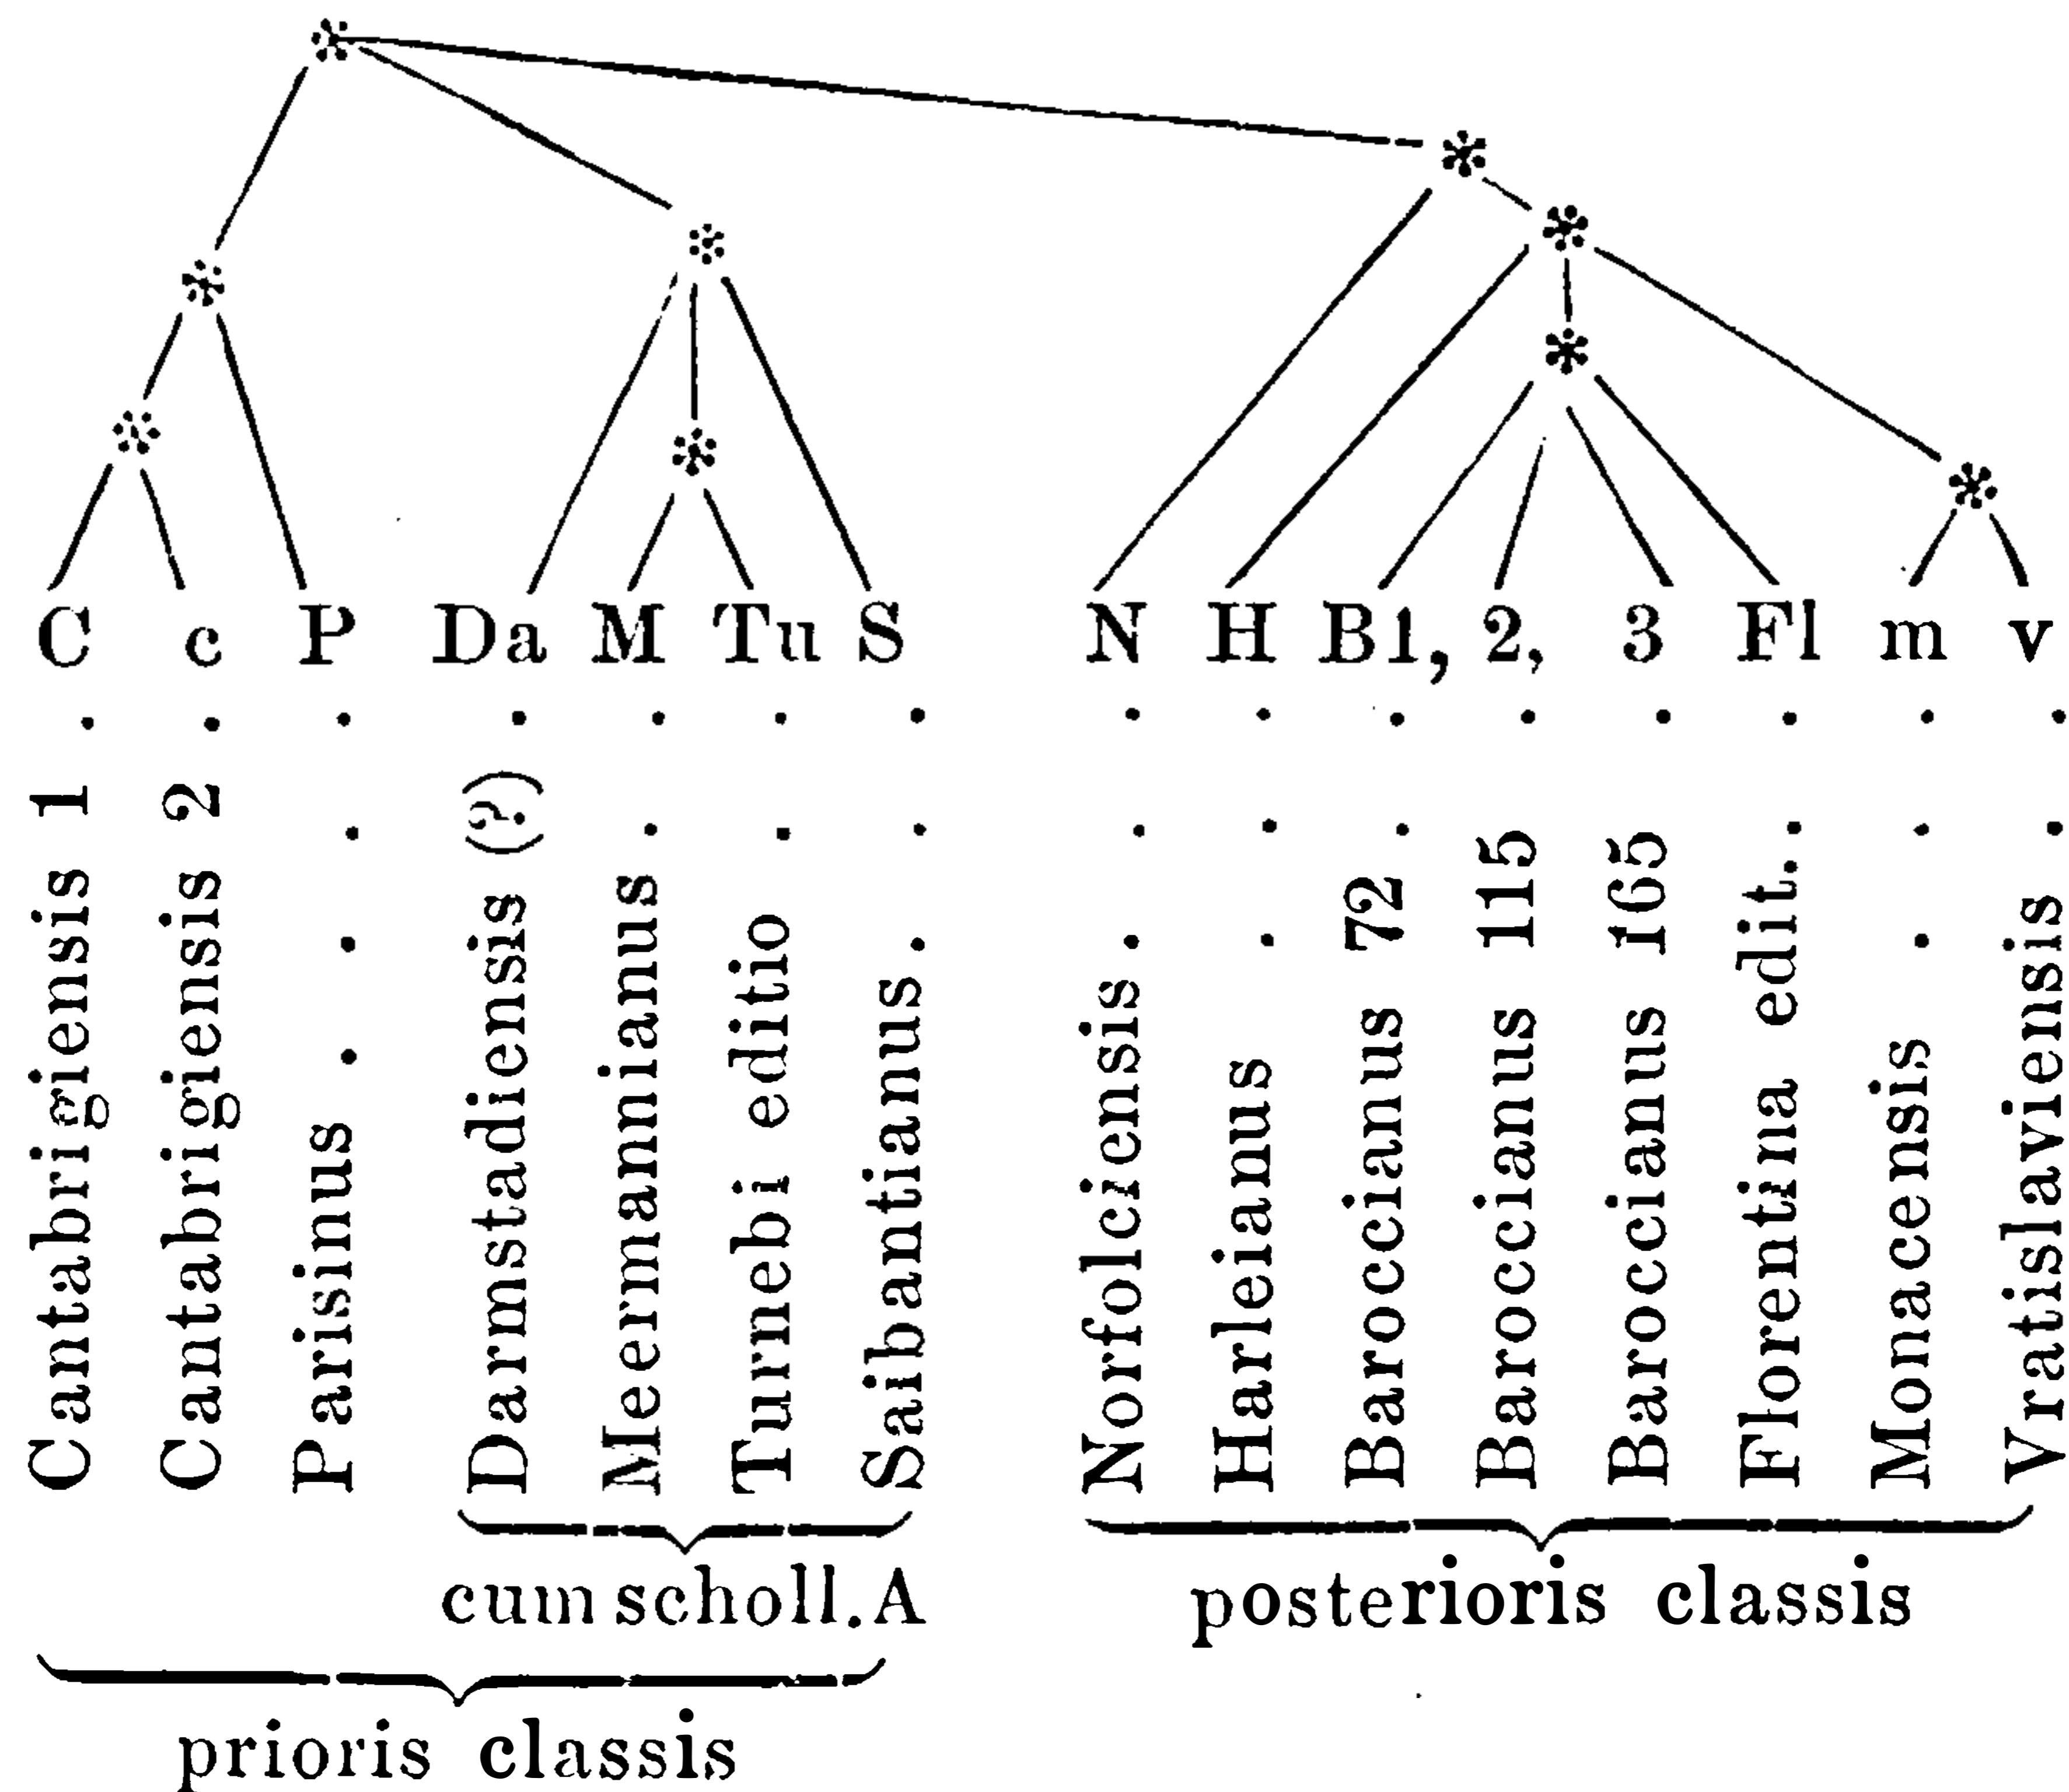 C c P Da M Tu S N H B1, 2, 3 Fl m v
Cantabrigiensis 1 .
Cantabrigiensis 2 .
Parisinus . . . .
Darmstadiensis (?) .
Meermannianus . .
Turnebi editio . .
Saibantianus . . .
Norfolciensis . . .
Harleianus . . .
Baroccianus 72 . .
Baroccianus 115 .
Baroccianus 165 .
Florentina edit. . .
Monacensis . . .
Vratislaviensis . .
cum scholl. A
posterioris classis
prioris classis